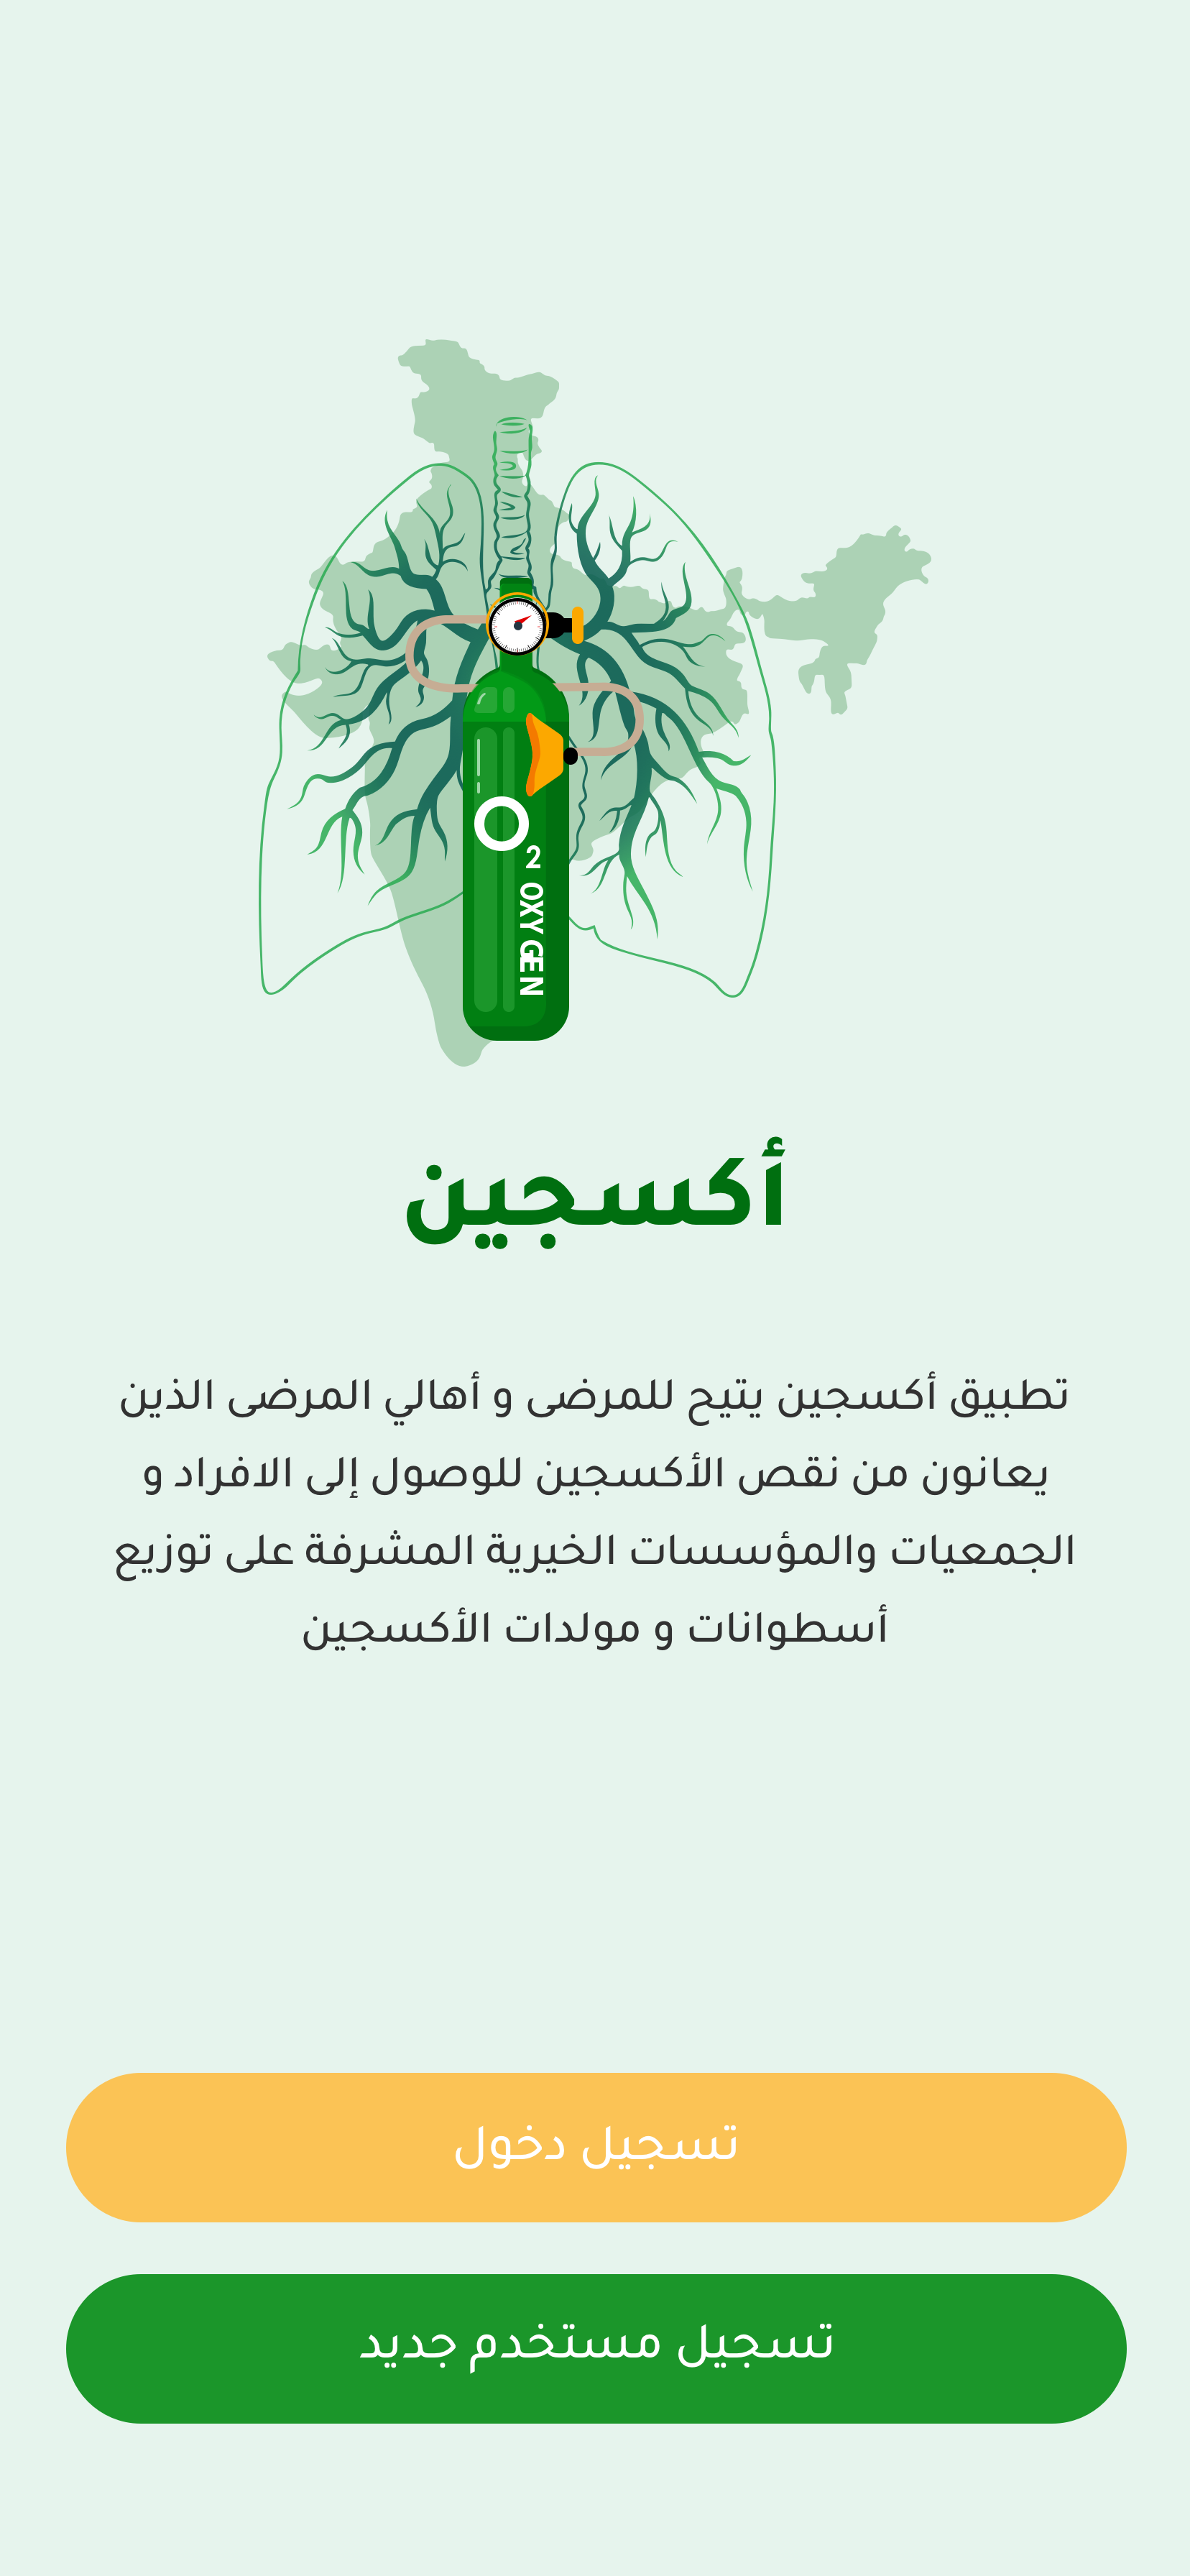 O
2
OXYGEN
أكسجين
تطبيق أكسجين يتيح للمرضى و أهالي المرضى الذين
يعانون من نقص الأكسجين للوصول إلى الافراد و
الجمعيات والمؤسسات الخيرية المشرفة على توزيع
أسطوانات و مولدات الأكسجين
تسجيل دخول
تسجيل مستخدم جديد